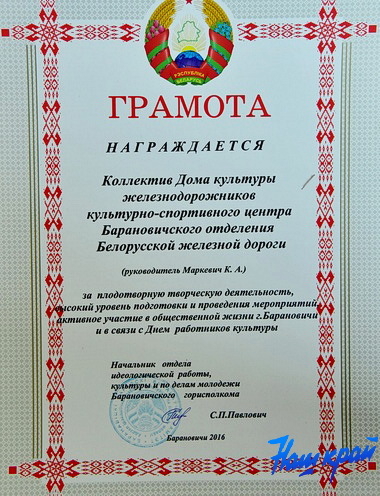 РЭСПУБЛІКА
БЕЛАРУСЬ
ГРАМОТА
НАГРАЖДАЕТСЯ
Коллектив Дома культуры
железнодорожников
культурно-спортивного центра
Барановичского отделения
Белорусской железной дороги
(руководитель Маркевич К. А.)
за плодотворную творческую деятельность,
высокий уровень подготовки и проведения мероприятий,
активное участие в общественной жизни г.Барановичи
и в связи с Днем работников культуры
Начальник отдела
идеологической работы,
культуры и по делам молодежи
Барановичского горисполкома
С.П.Павлович
Барановичи 2016
Наш край